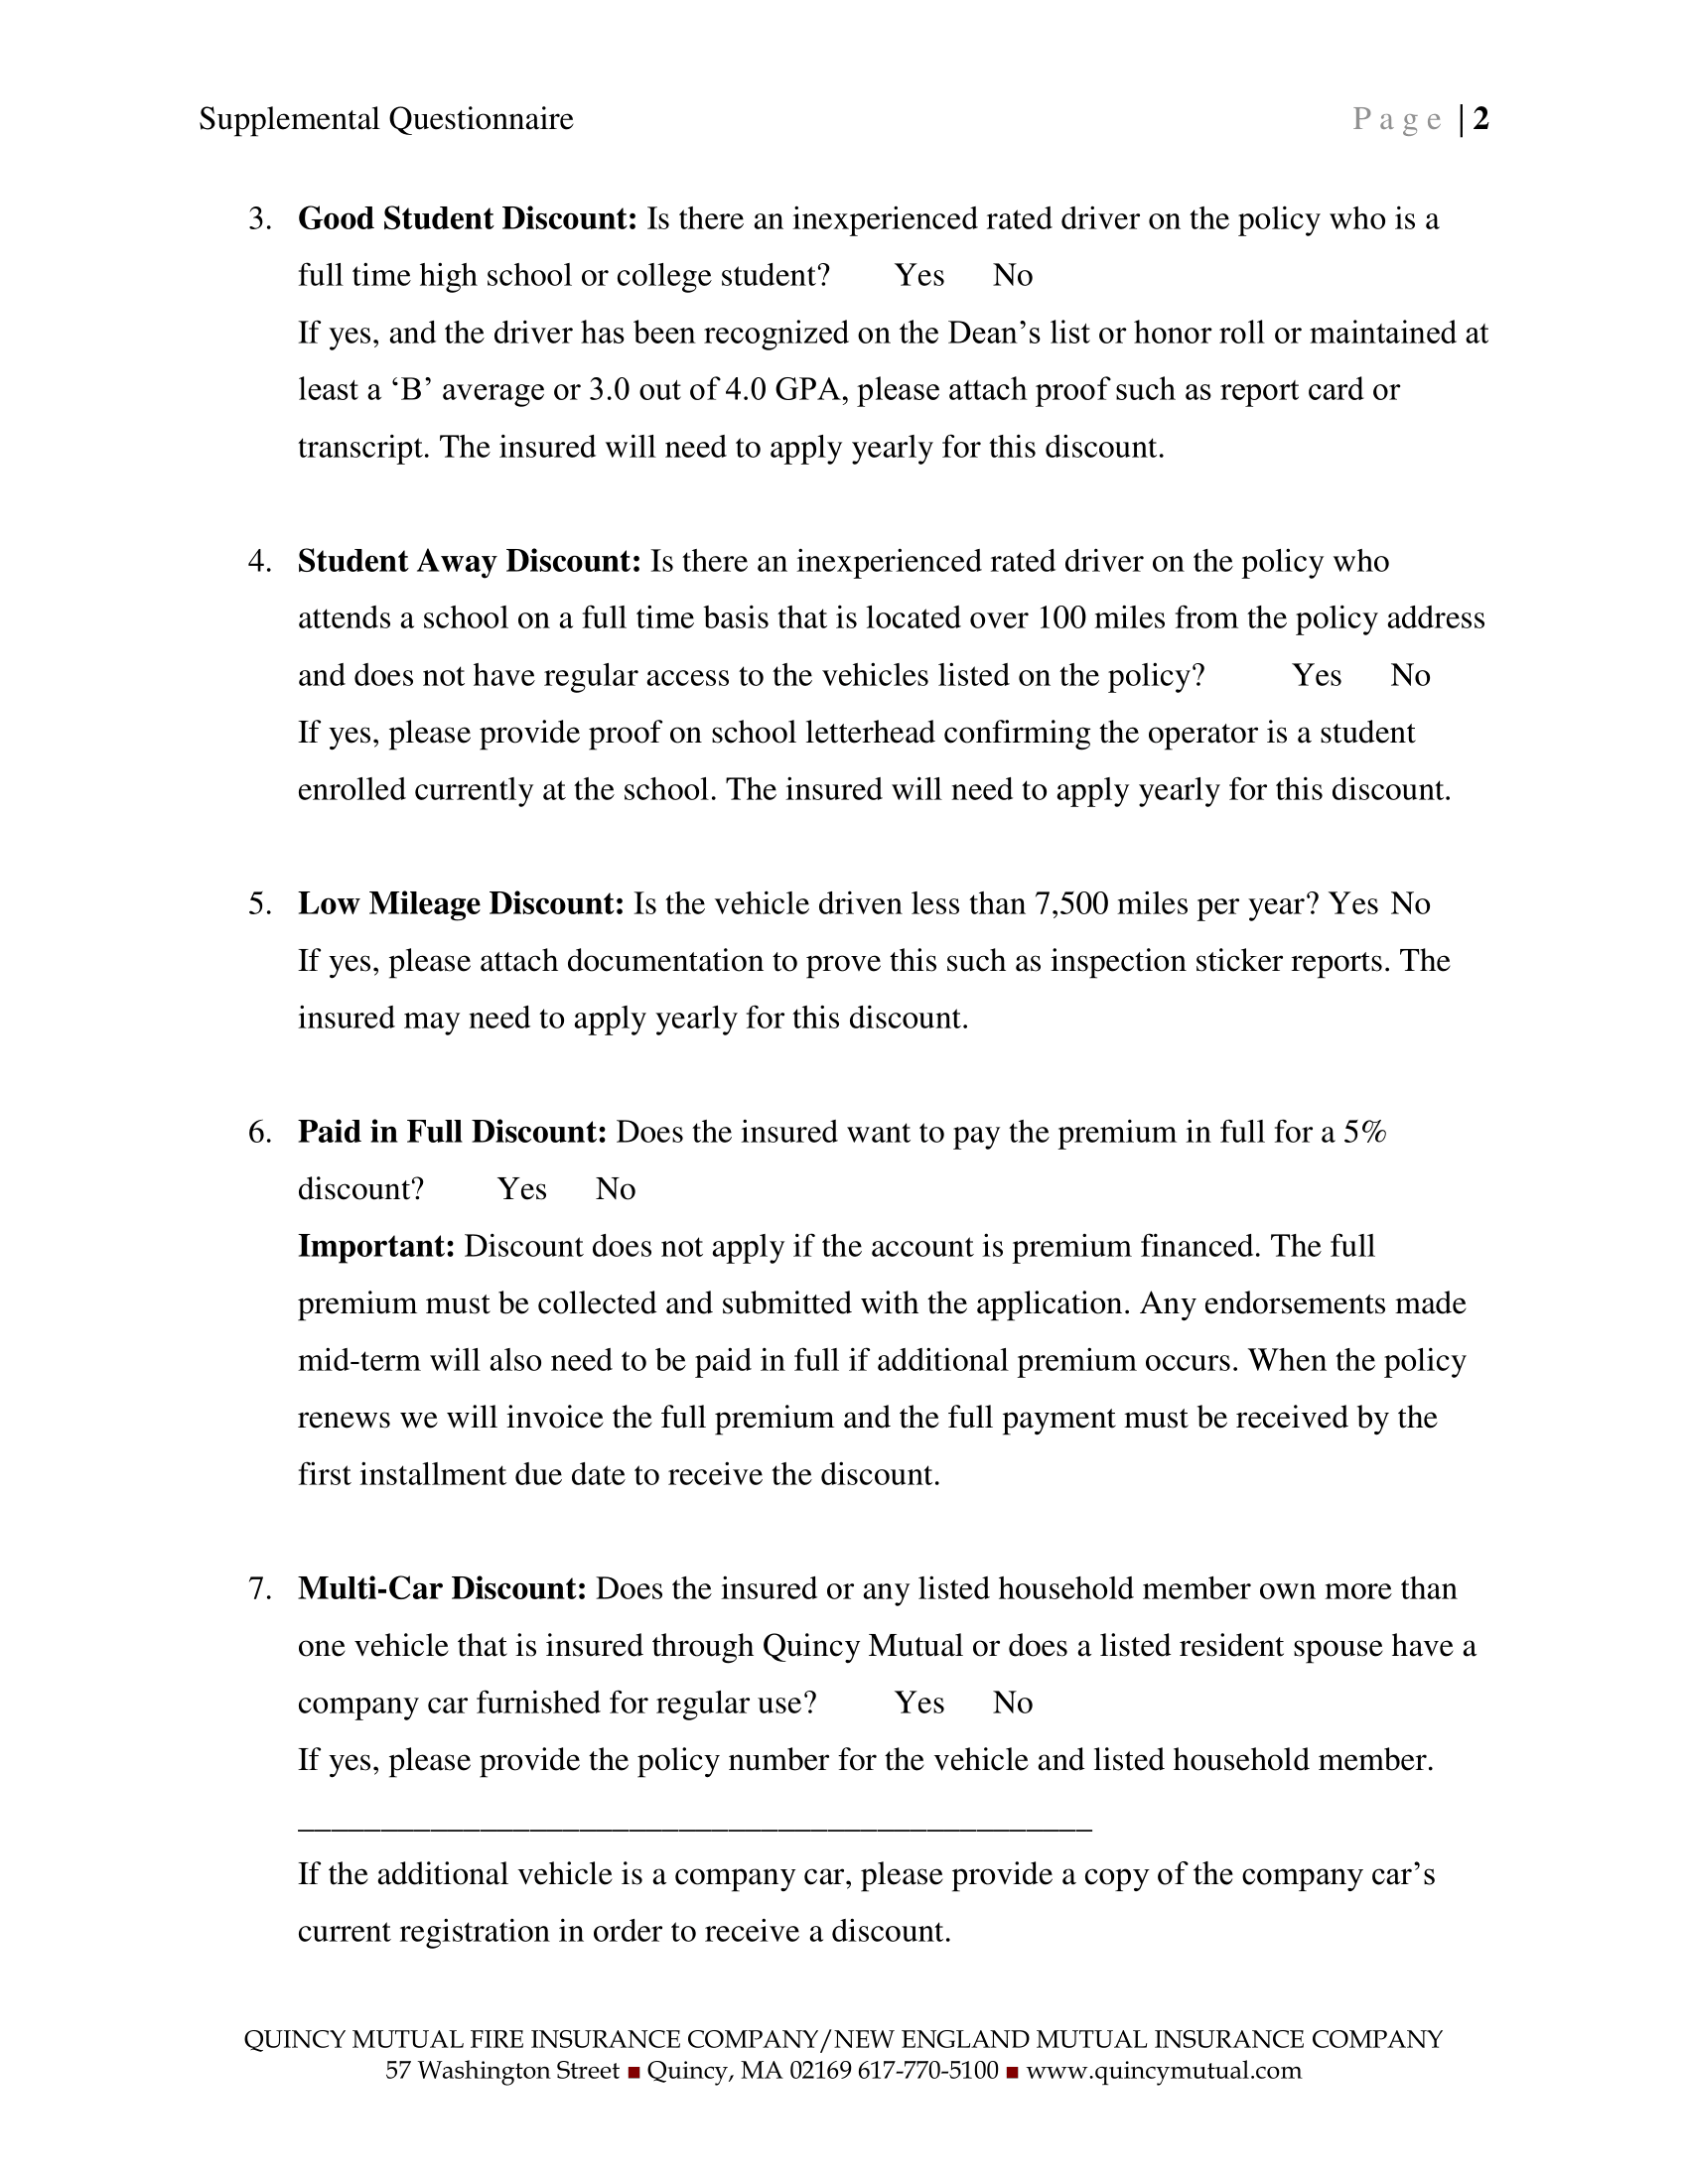 Supplemental Questionnaire Page | 2
3. Good Student Discount: Is there an inexperienced rated driver on the policy who is a
full time high school or college student? Yes No
If yes, and the driver has been recognized on the Dean’s list or honor roll or maintained at
least a ‘B’ average or 3.0 out of 4.0 GPA, please attach proof such as report card or
transcript. The insured will need to apply yearly for this discount.
4. Student Away Discount: Is there an inexperienced rated driver on the policy who
attends a school on a full time basis that is located over 100 miles from the policy address
and does not have regular access to the vehicles listed on the policy? Yes No
If yes, please provide proof on school letterhead confirming the operator is a student
enrolled currently at the school. The insured will need to apply yearly for this discount.
5. Low Mileage Discount: Is the vehicle driven less than 7,500 miles per year? Yes No
If yes, please attach documentation to prove this such as inspection sticker reports. The
insured may need to apply yearly for this discount.
6. Paid in Full Discount: Does the insured want to pay the premium in full for a 5%
discount? Yes No
Important: Discount does not apply if the account is premium financed. The full
premium must be collected and submitted with the application. Any endorsements made
mid-term will also need to be paid in full if additional premium occurs. When the policy
renews we will invoice the full premium and the full payment must be received by the
first installment due date to receive the discount.
7. Multi-Car Discount: Does the insured or any listed household member own more than
one vehicle that is insured through Quincy Mutual or does a listed resident spouse have a
company car furnished for regular use? Yes No
If yes, please provide the policy number for the vehicle and listed household member.
________________________________________________
If the additional vehicle is a company car, please provide a copy of the company car’s
current registration in order to receive a discount.
QUINCY MUTUAL FIRE INSURANCE COMPANY/NEW ENGLAND MUTUAL INSURANCE COMPANY
57 Washington Street ■ Quincy, MA 02169 617-770-5100 ■ www.quincymutual.com